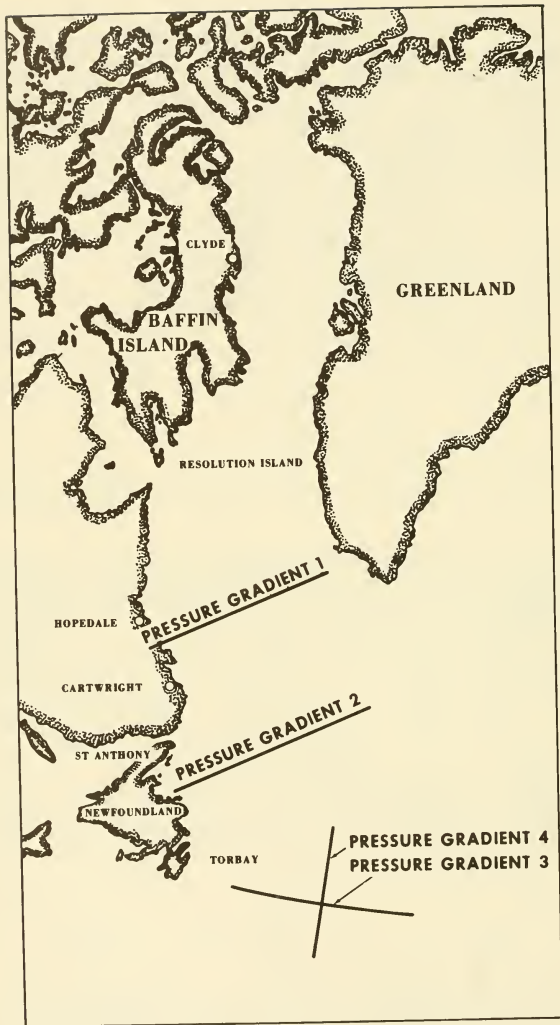 CLYDE
GREENLAND
BAFFIN
ISLAND
RESOLUTION ISLAND
PRESSURE GRADIENT 1
HOPEDALE
CARTWRIGHT
PRESSURE GRADIENT 2
ST ANTHONY
NEWFOUNDLAND
PRESSURE GRADIENT 4
TORBAY
PRESSURE GRADIENT 3